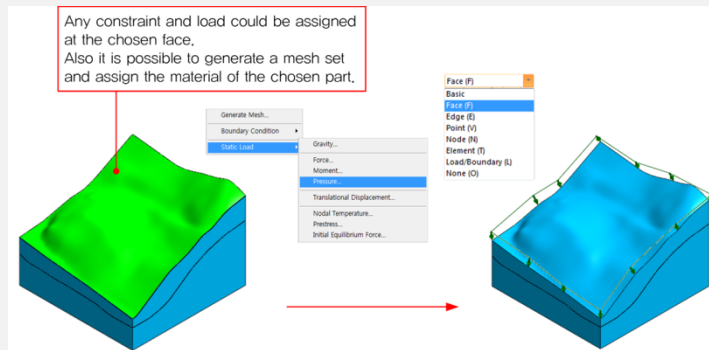 Any constraint and load could be assigned
at the chosen face.
Also it is possible to generate a mesh set
and assign the material of the chosen part.
Generate Mesh...
Boundary Condition
Static Load
Gravity...
Force...
Moment...
Pressure...
Translational Displacement...
Nodal Temperature...
Prestress...
Initial Equilibrium Force...
Face (F)
Basic
Face (F)
Edge (E)
Point (V)
Node (N)
Element (T)
Load/Boundary (L)
None (O)